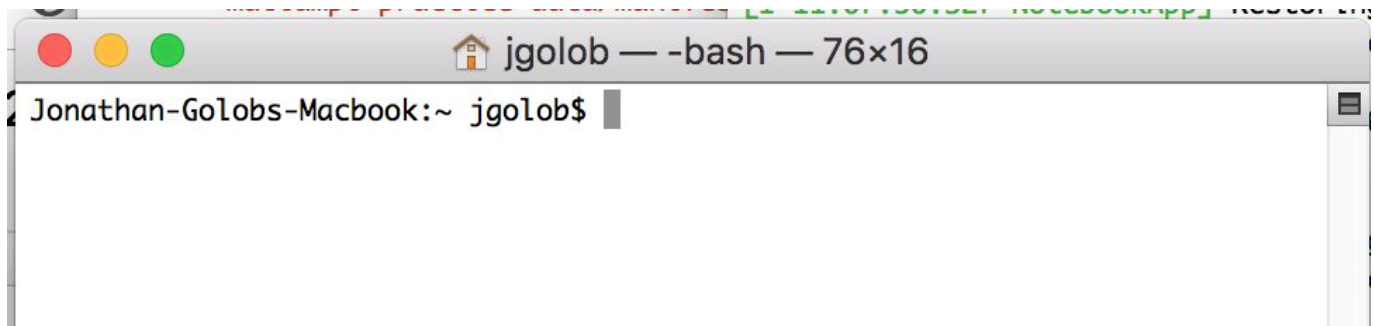 jgolob — -bash — 76×16
Jonathan-Golobs-Macbook:~ jgolob$